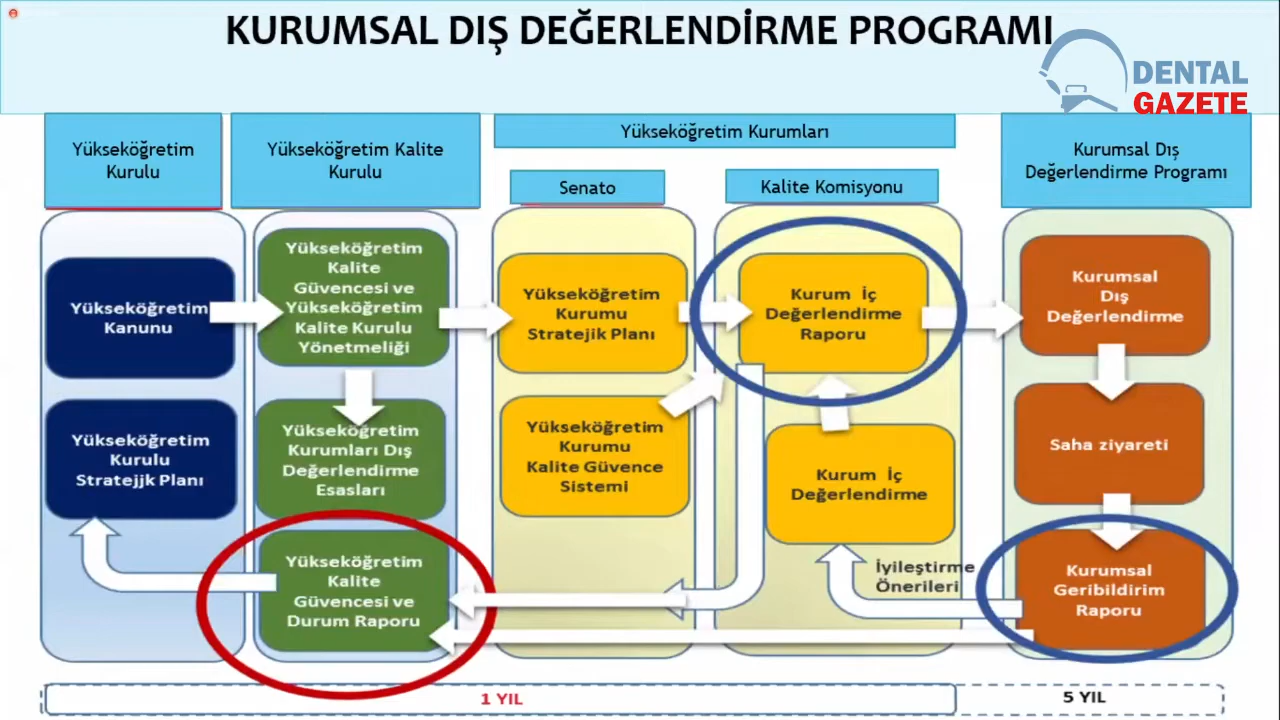 KURUMSAL DIŞ DEĞERLENDİRME PROGRAMI
DENTAL
GAZETE
Yükseköğretim
Kurulu
Yükseköğretim Kalite
Kurulu
Yükseköğretim Kurumları
Senato
Kalite Komisyonu
Kurumsal Dış
Değerlendirme Programı
Yükseköğretim
Kanunu
Yükseköğretim
Kurulu
Stratejjk Planı
Yükseköğretim
Kalite
Güvencesi ve
Yükseköğretim
Kalite Kurulu
Yönetmeliği
Yükseköğretim
Kurumları Dış
Değerlendirme
Esasları
Yükseköğretim
Kalite
Güvencesi ve
Durum Raporu
Yükseköğretim
Kurumu
Stratejik Planı
Yükseköğretim
Kurumu
Kalite Güvence
Sistemi
Kurum İç
Değerlendirme
Raporu
Kurum İç
Değerlendirme
İyileştirme
Önerileri
Kurumsal
Dış
Değerlendirme
Saha ziyareti
Kurumsal
Geribildirim
Raporu
1 YIL
5 YIL